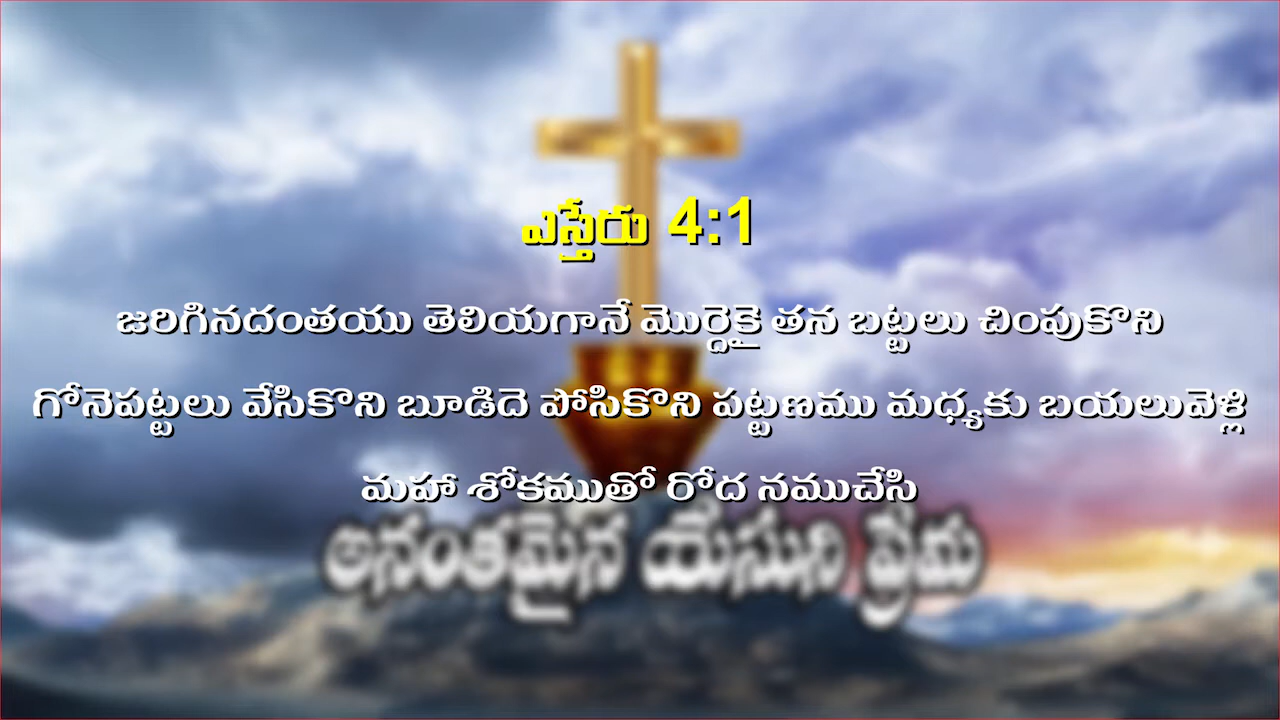 ఎస్తేరు 4:1
జరిగినదంతయు తెలియగానే మొర్దెకై తన బట్టలు చింపుకొని
గోనెపట్టలు వేసికొని బూడిదె పోసికొని పట్టణము మధ్యకు బయలువెళ్లి
మహా శోకముతో రోద నముచేసి
అనంతమైన యేసుని ప్రేమ